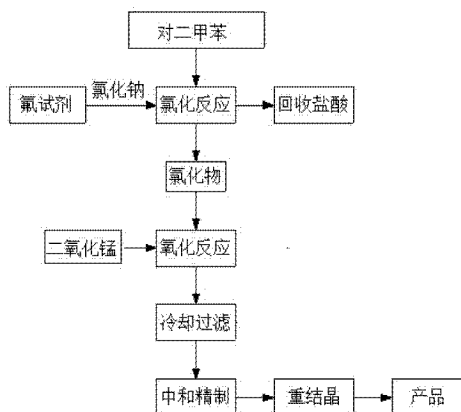 对二甲苯
氟试剂
氯化钠
氯化反应
回收盐酸
氯化物
二氧化锰
氧化反应
冷却过滤
中和精制
重结晶
产品